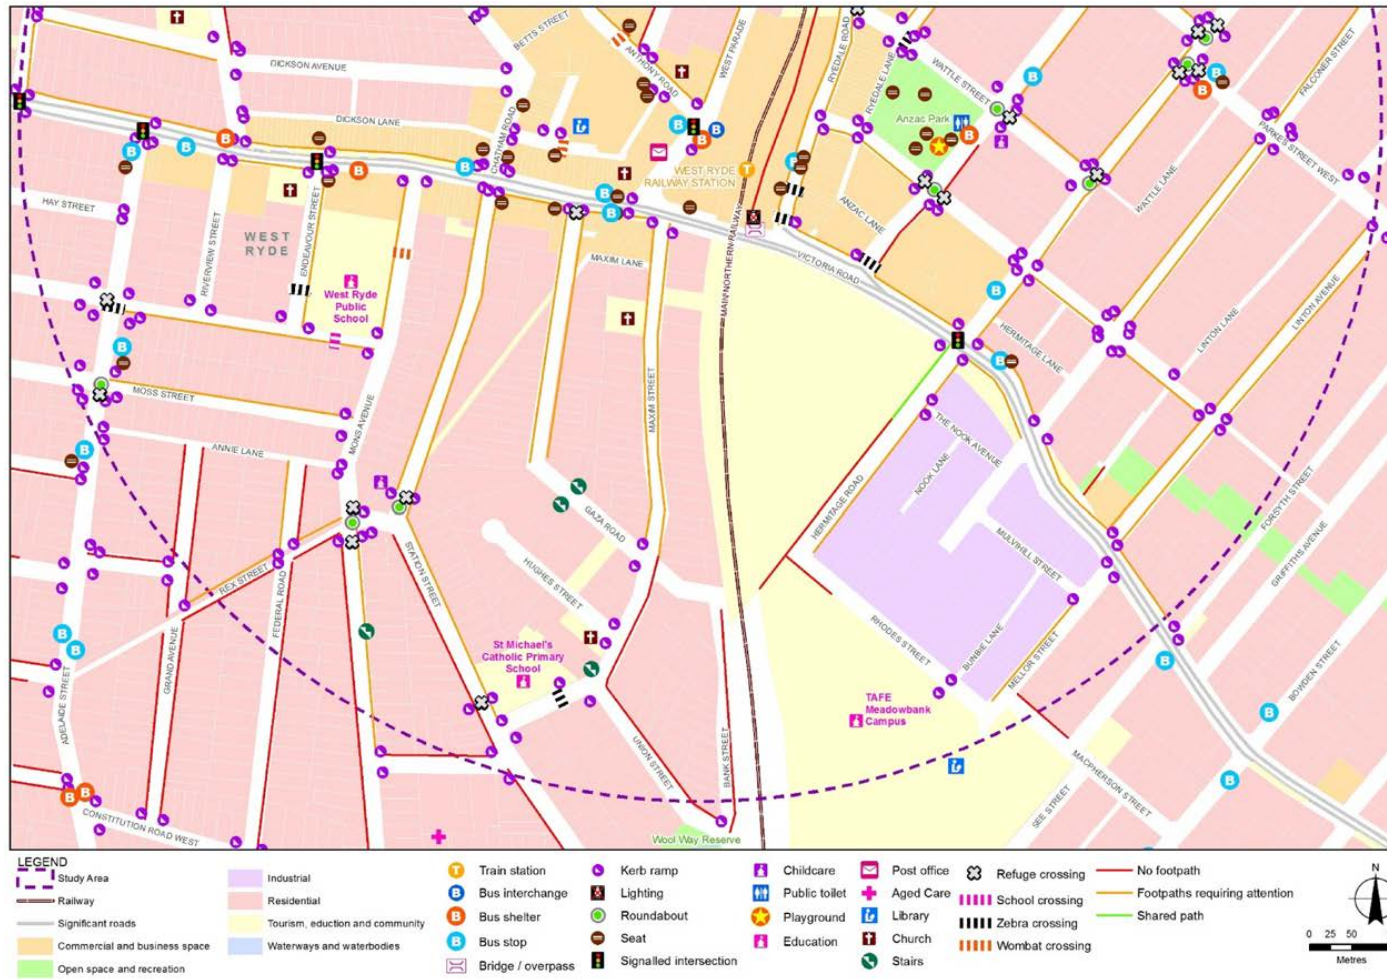 BETTS STREET
DICKSON AVENUE
DICKSON LANE
CHATHAM ROAD
ANTHONY ROAD
WEST PARADE
RYEDALE ROAD
RYEDALE LANE
WATTLE STREET
Anzac Park
FALCONER STREET
PARKES STREET WEST
WATTLE LANE
WEST RYDE
RAILWAY STATION
ANZAC LANE
HAY STREET
WEST
RYDE
RIVERVIEW STREET
ENDEAVOUR STREET
West Ryde
Public
School
MAXIM LANE
MAIN NORTHERN RAILWAY
VICTORIA ROAD
HERMITAGE LANE
LINTON LANE
LINTON AVENUE
MOSS STREET
ANNIE LANE
MONS AVENUE
MAXIM STREET
THE NOOK AVENUE
NOOK LANE
HERMITAGE ROAD
GAZA ROAD
MULVIHILL STREET
FORSYTH STREET
GRIFFITHS AVENUE
REX STREET
FEDERAL ROAD
STATION STREET
HUGHES STREET
GRAND AVENUE
ADELAIDE STREET
St Michael's
Catholic Primary
School
RHODES STREET
BUNBIE LANE
MELLOR STREET
BOWDEN STREET
TAFE
Meadowbank
Campus
UNION STREET
BANK STREET
MACPHERSON STREET
SEE STREET
CONSTITUTION ROAD WEST
Wool Way Reserve
LEGEND
Study Area
Railway
Significant roads
Commercial and business space
Open space and recreation
Industrial
Residential
Tourism, eduction and community
Waterways and waterbodies
T Train station
B Bus interchange
B Bus shelter
B Bus stop
Bridge / overpass
Kerb ramp
Lighting
Roundabout
Seat
Signalled intersection
Childcare
Public toilet
Playground
Education
Post office
Aged Care
Library
Church
Stairs
Refuge crossing
School crossing
Zebra crossing
Wombat crossing
No footpath
Footpaths requiring attention
Shared path
N
0 25 50
Metres